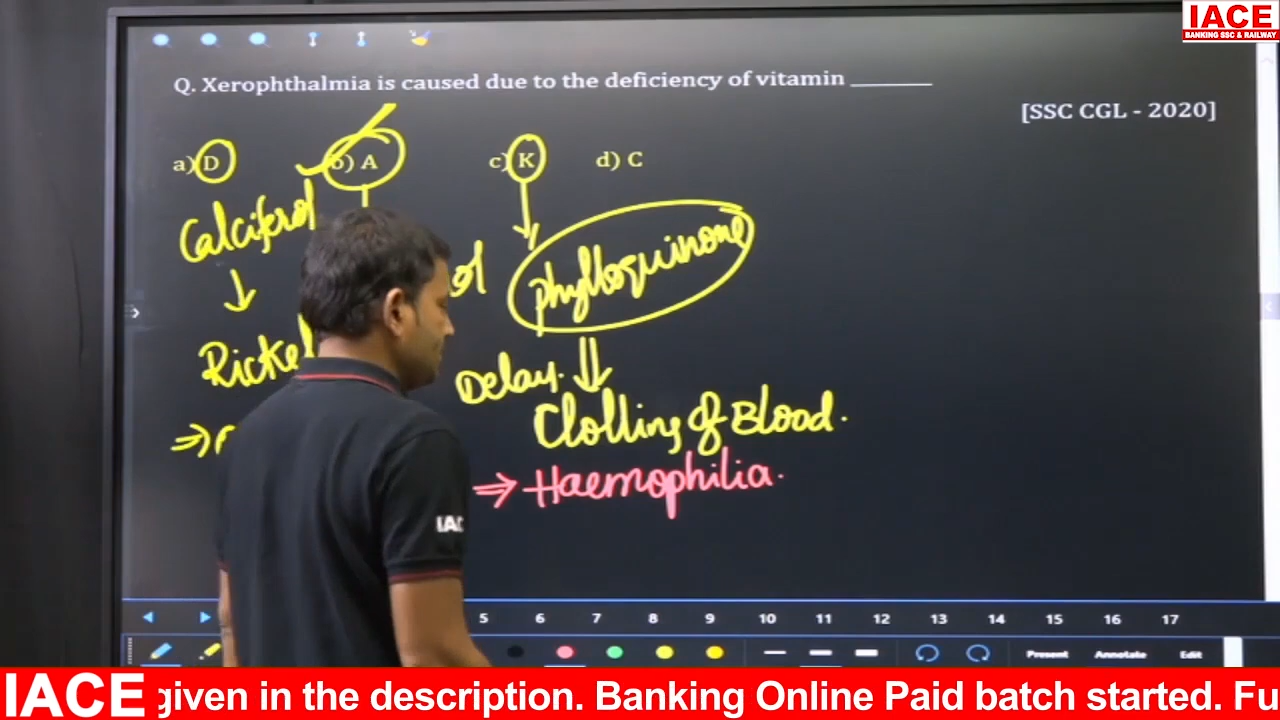 IACE
BANKING SSC & RAILWAY
Q. Xerophthalmia is caused due to the deficiency of vitamin ________
[SSC CGL - 2020]
a) D b) A c) K d) C
Calciferol
ol
phylloquinone
Delay.
Clotting of Blood.
⇒ Haemophilia.
IAC
5 6 7 8 9 10 11 12 13 14 15 16 17
Present Annotate Edit
IACE given in the description. Banking Online Paid batch started. Fu